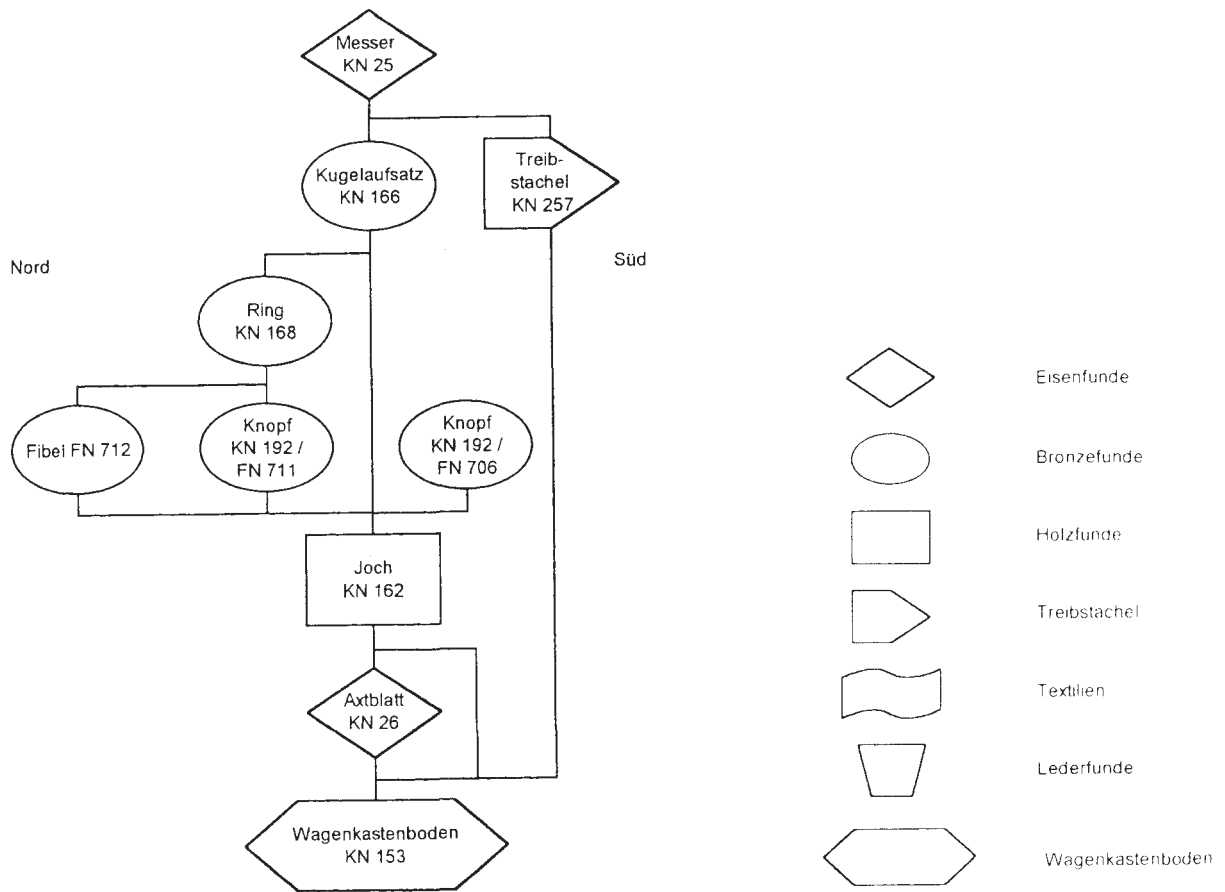 Messer
KN 25
Kugelaufsatz
KN 166
Treib-
stachel
KN 257
Nord
Süd
Ring
KN 168
Fibel FN 712
Knopf
KN 192 /
FN 711
Knopf
KN 192 /
FN 706
Joch
KN 162
Axtblatt
KN 26
Wagenkastenboden
KN 153
Eisenfunde
Bronzefunde
Holzfunde
Treibstachel
Textilien
Lederfunde
Wagenkastenboden